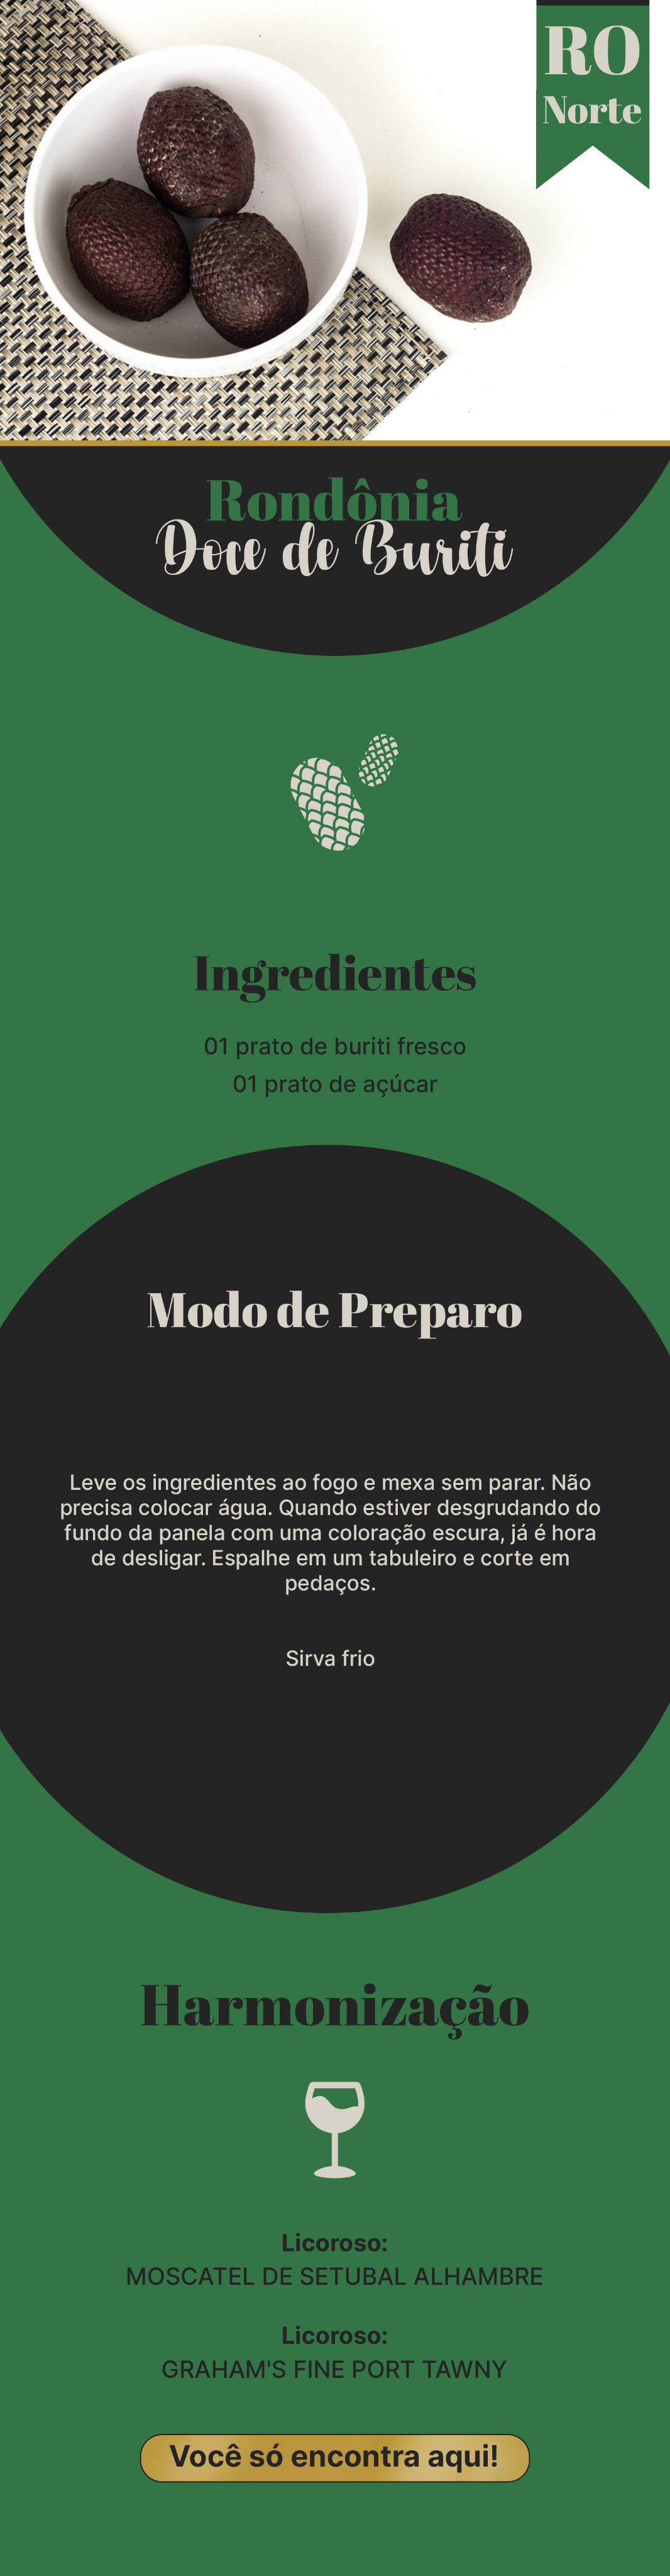 RO
Norte
Rondônia
Doce de Buriti
Ingredientes
01 prato de buriti fresco
01 prato de açúcar
Modo de Preparo
Leve os ingredientes ao fogo e mexa sem parar. Não
precisa colocar água. Quando estiver desgrudando do
fundo da panela com uma coloração escura, já é hora
de desligar. Espalhe em um tabuleiro e corte em
pedaços.
Sirva frio
Harmonização
Licoroso:
MOSCATEL DE SETUBAL ALHAMBRE
Licoroso:
GRAHAM'S FINE PORT TAWNY
Você só encontra aqui!